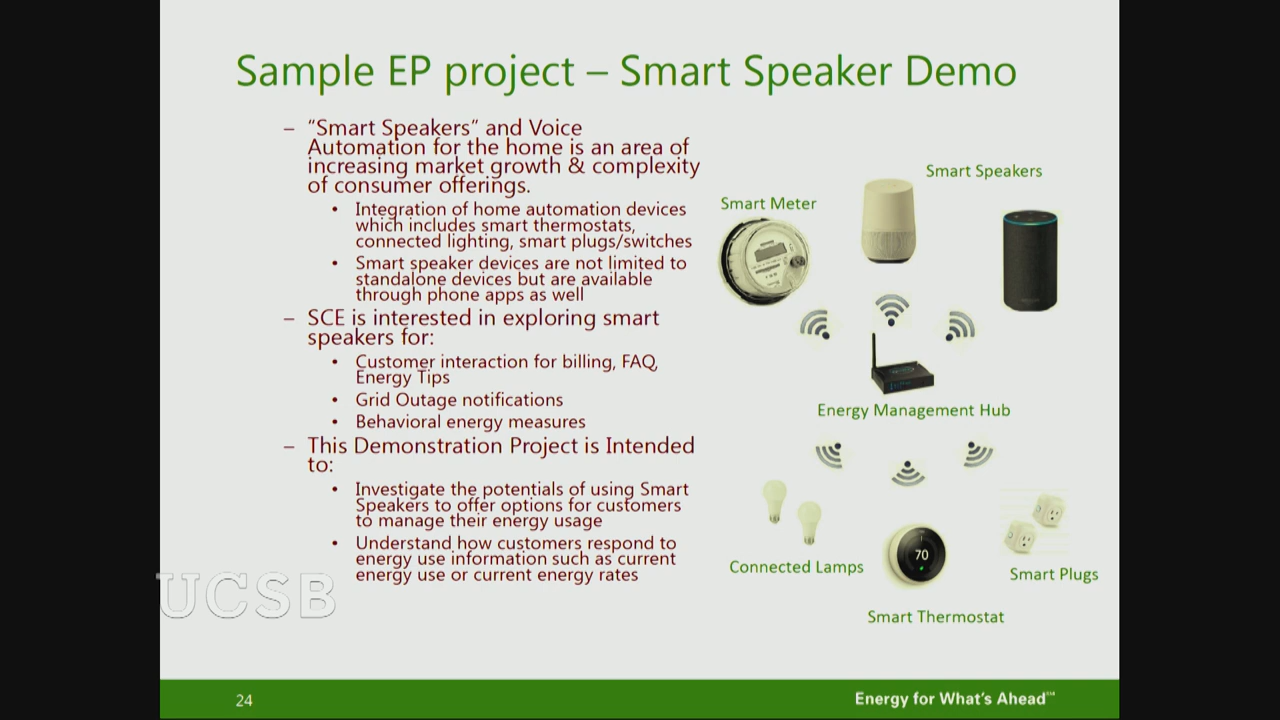 Sample EP project – Smart Speaker Demo
– “Smart Speakers” and Voice
Automation for the home is an area of
increasing market growth & complexity
of consumer offerings.
• Integration of home automation devices
which includes smart thermostats,
connected lighting, smart plugs/switches
• Smart speaker devices are not limited to
standalone devices but are available
through phone apps as well
– SCE is interested in exploring smart
speakers for:
• Customer interaction for billing, FAQ,
Energy Tips
• Grid Outage notifications
• Behavioral energy measures
– This Demonstration Project is Intended
to:
• Investigate the potentials of using Smart
Speakers to offer options for customers
to manage their energy usage
• Understand how customers respond to
energy use information such as current
energy use or current energy rates
Smart Speakers
Smart Meter
Energy Management Hub
Connected Lamps
70
Smart Thermostat
Smart Plugs
UCSB
24
Energy for What’s Ahead℠